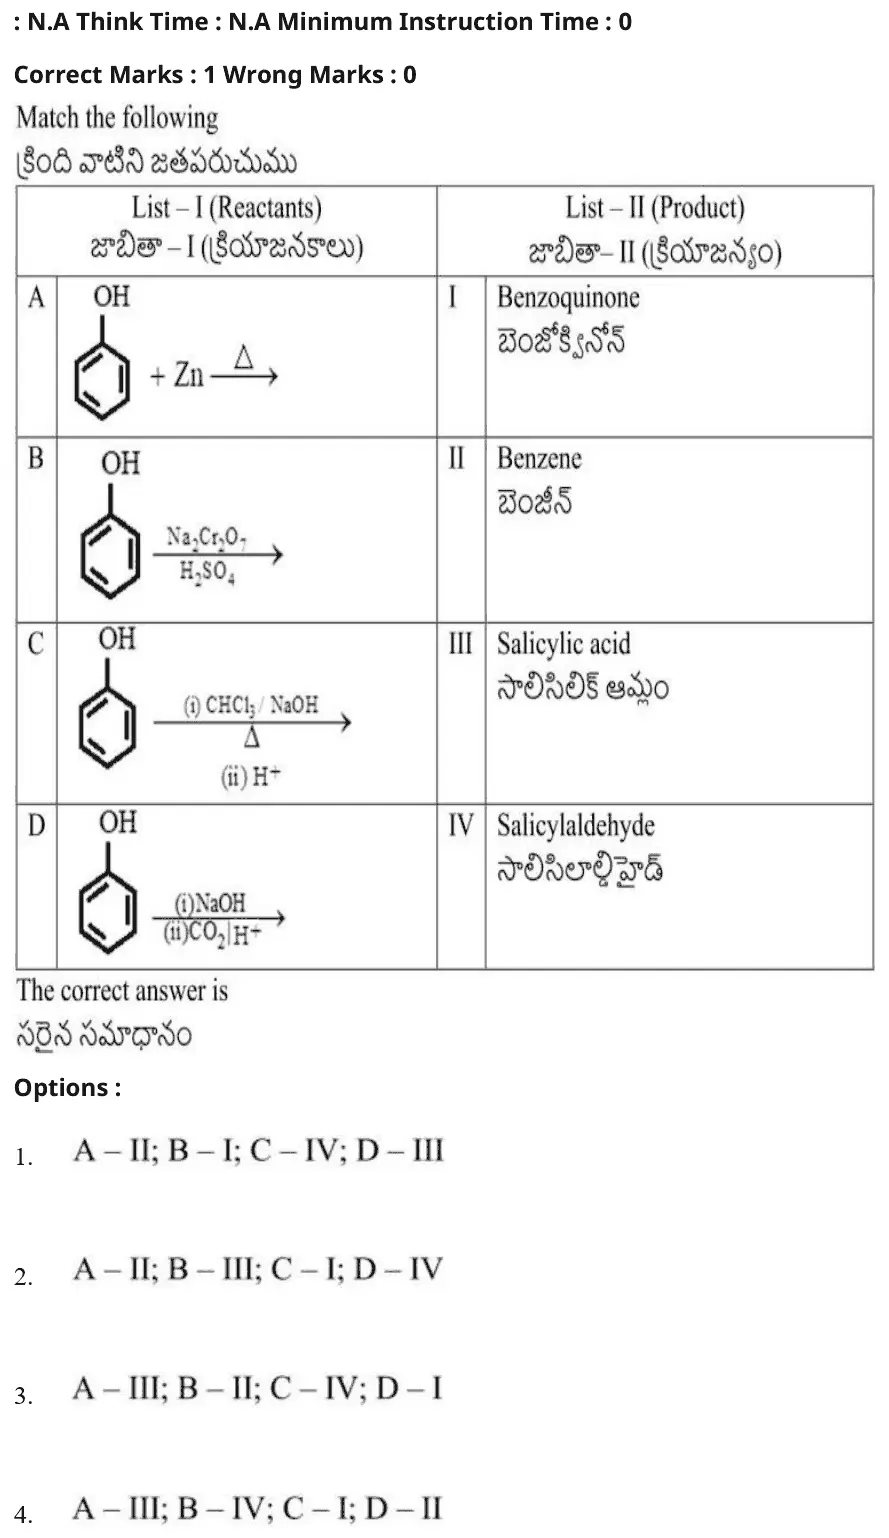 : N.A Think Time : N.A Minimum Instruction Time : 0
Correct Marks : 1 Wrong Marks : 0
Match the following
క్రింది వాటిని జతపరుచుము
List – I (Reactants)
జాబితా – I (క్రియాజనకాలు)
List – II (Product)
జాబితా– II (క్రియాజన్యం)
A
OH
+ Zn
Δ
I
Benzoquinone
బెంజోక్వినోన్
B
OH
Na2Cr2O7
H2SO4
II
Benzene
బెంజీన్
C
OH
(i) CHCl3/ NaOH
Δ
(ii) H+
III
Salicylic acid
సాలిసిలిక్ ఆమ్లం
D
OH
(i)NaOH
(ii)CO2|H+
IV
Salicylaldehyde
సాలిసిలాల్డిహైడ్
The correct answer is
సరైన సమాధానం
Options :
1. A – II; B – I; C – IV; D – III
2. A – II; B – III; C – I; D – IV
3. A – III; B – II; C – IV; D – I
4. A – III; B – IV; C – I; D – II